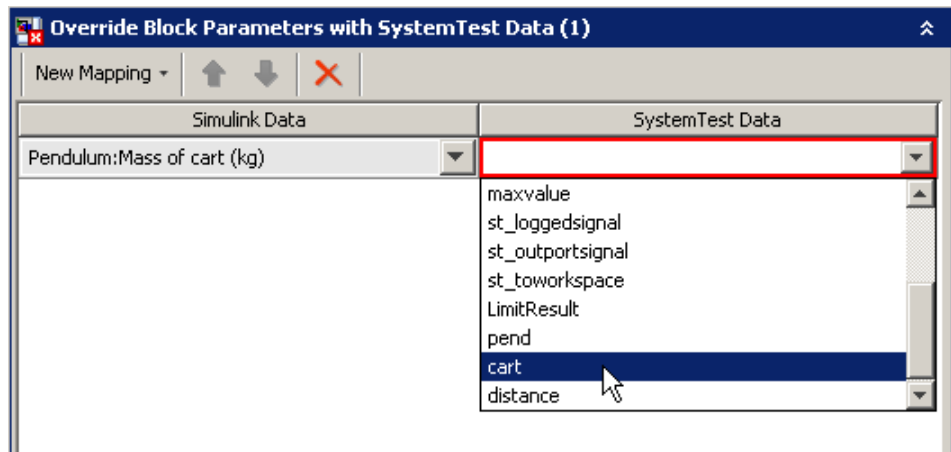 Override Block Parameters with SystemTest Data (1)
New Mapping
Simulink Data SystemTest Data
Pendulum:Mass of cart (kg)
maxvalue
st_loggedsignal
st_outportsignal
st_toworkspace
LimitResult
pend
cart
distance